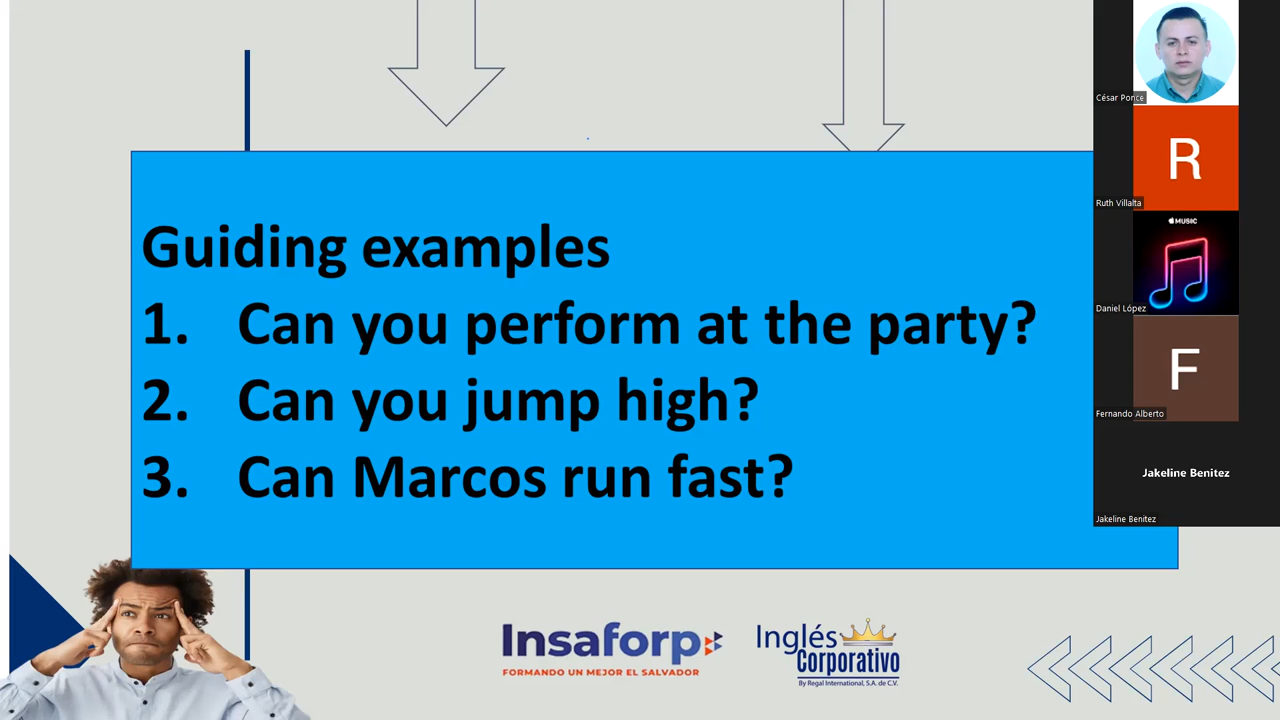 Guiding examples
1. Can you perform at the party?
2. Can you jump high?
3. Can Marcos run fast?
Insaforp
FORMANDO UN MEJOR EL SALVADOR
Inglés
Corporativo
By Regal International, S.A. de C.V.
César Ponce
R
Ruth Villalta
MUSIC
Daniel López
F
Fernando Alberto
Jakeline Benitez
Jakeline Benitez